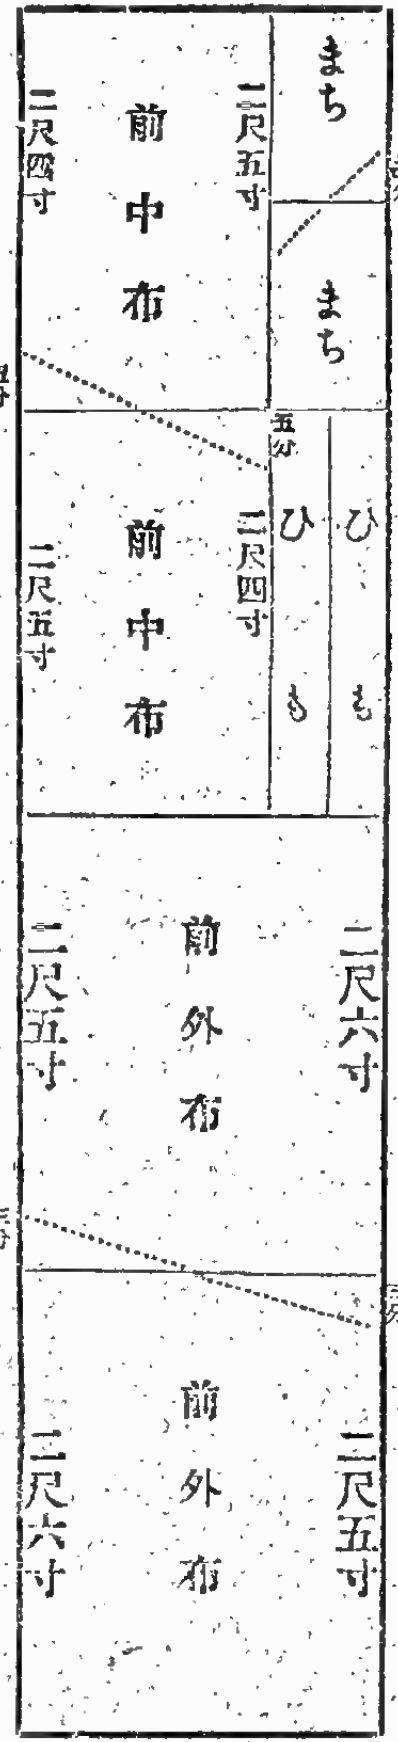 まち
二尺五寸
前中布
二尺四寸
まち
五分
ひも
ひも
二尺四寸
前中布
二尺五寸
二尺六寸
前外布
二尺五寸
二尺五寸
前外布
二尺六寸